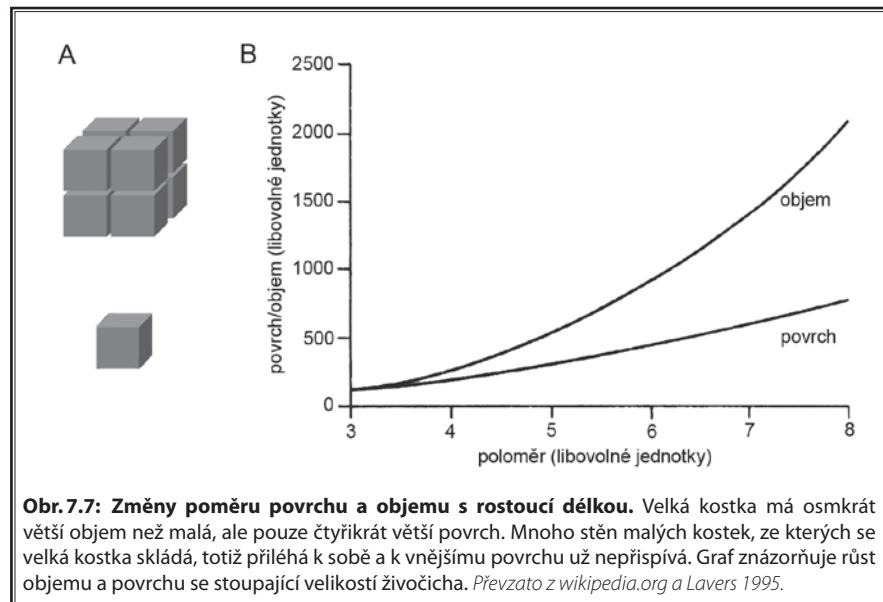 A
B
povrch/objem (libovolné jednotky)
2500
2000
1500
1000
500
0
objem
povrch
3 4 5 6 7 8
poloměr (libovolné jednotky)
Obr. 7.7: Změny poměru povrchu a objemu s rostoucí délkou. Velká kostka má osmkrát
větší objem než malá, ale pouze čtyřikrát větší povrch. Mnoho stěn malých kostek, ze kterých se
velká kostka skládá, totiž přiléhá k sobě a k vnějšímu povrchu už nepřispívá. Graf znázorňuje růst
objemu a povrchu se stoupající velikostí živočicha. Převzato z wikipedia.org a Lavers 1995.